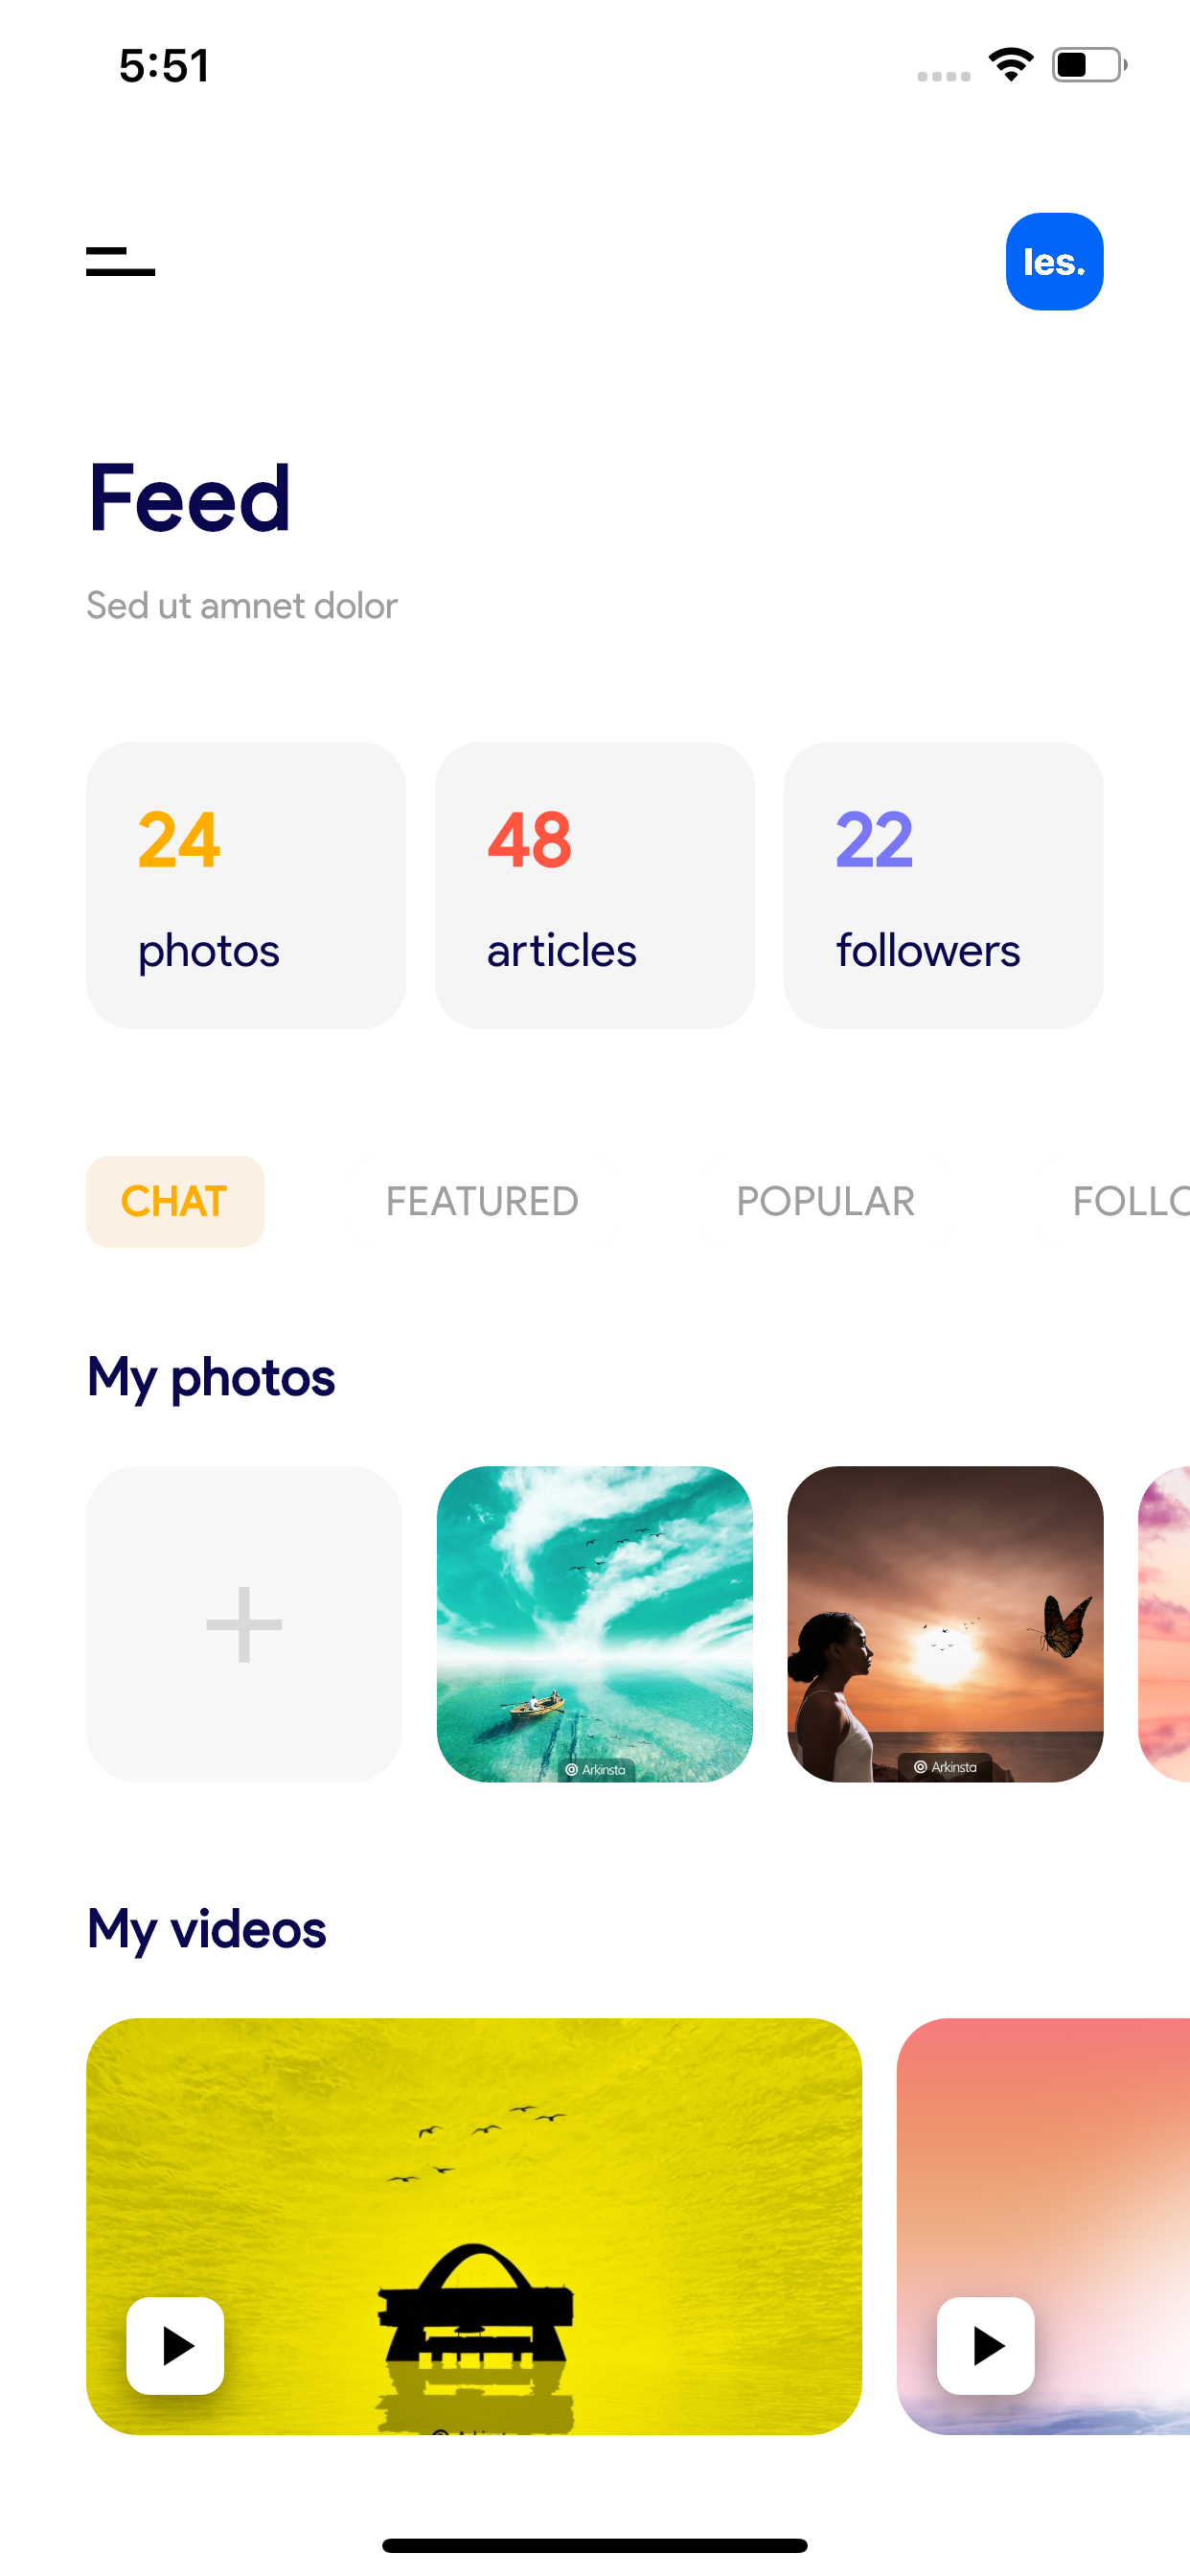 5:51
les.
Feed
Sed ut amnet dolor
24
photos
48
articles
22
followers
CHAT
FEATURED
POPULAR
FOLLO
My photos
Arkinsta
Arkinsta
My videos